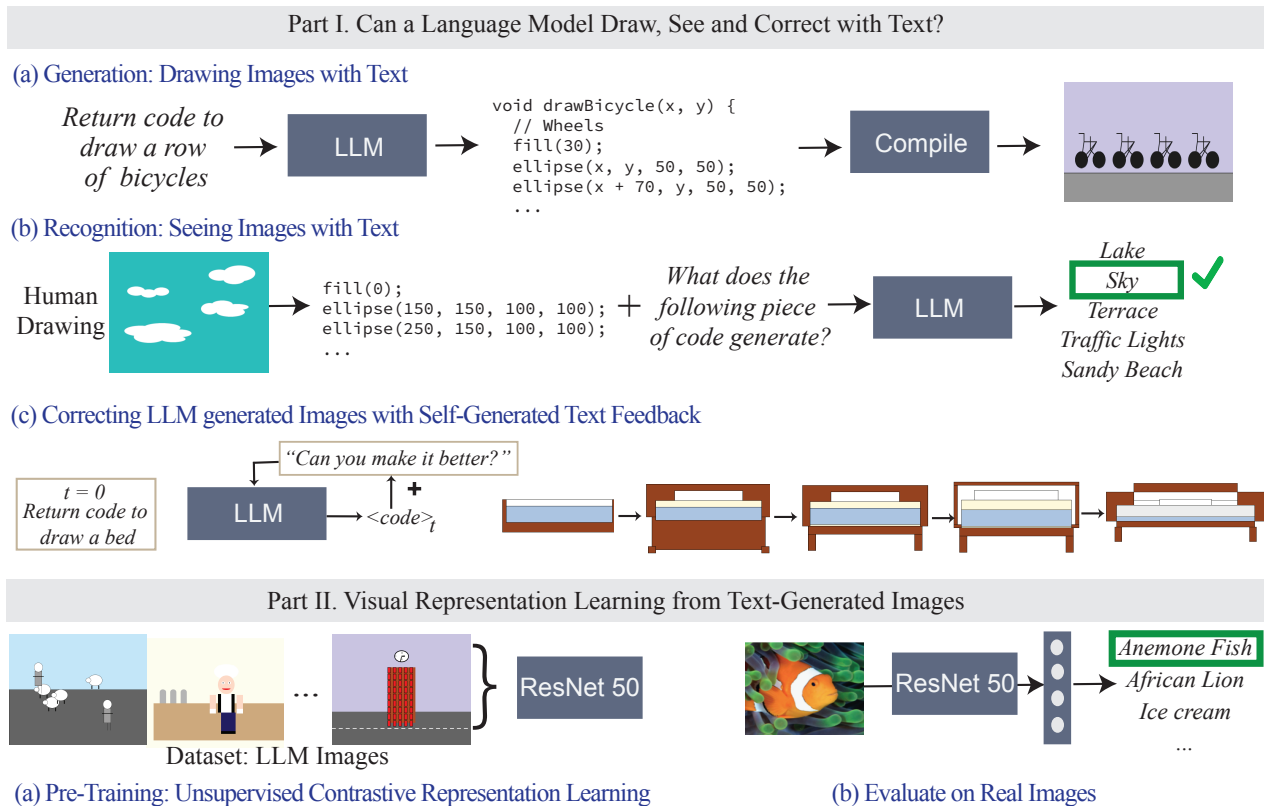 Part I. Can a Language Model Draw, See and Correct with Text?
(a) Generation: Drawing Images with Text
Return code to
draw a row
of bicycles
LLM
void drawBicycle(x, y) {
// Wheels
fill(30);
ellipse(x, y, 50, 50);
ellipse(x + 70, y, 50, 50);
...
Compile
(b) Recognition: Seeing Images with Text
Human
Drawing
fill(0);
ellipse(150, 150, 100, 100);
ellipse(250, 150, 100, 100);
...
+
What does the
following piece
of code generate?
LLM
Lake
Sky
Terrace
Traffic Lights
Sandy Beach
(c) Correcting LLM generated Images with Self-Generated Text Feedback
t = 0
Return code to
draw a bed
LLM
"Can you make it better?"
+
<code>t
Part II. Visual Representation Learning from Text-Generated Images
...
ResNet 50
Dataset: LLM Images
(a) Pre-Training: Unsupervised Contrastive Representation Learning
ResNet 50
Anemone Fish
African Lion
Ice cream
...
(b) Evaluate on Real Images